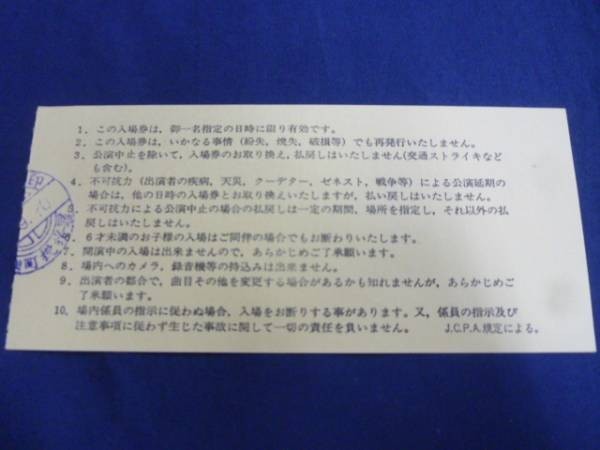 1. この入場券は、御一名指定の日時に限り有効です。
2. この入場券は、いかなる事情(紛失、焼失、破損等)でも再発行いたしません。
3. 公演中止を除いて、入場券のお取り換え、払戻しはいたしません(交通ストライキなど
も含む)。
4. 不可抗力(出演者の疾病、天災、クーデター、ゼネスト、戦争等)による公演延期の
場合は、他の日時の入場券とお取り換えいたしますが、払い戻しはいたしません。
5. 不可抗力による公演中止の場合の払戻しは一定の期間、場所を指定し、それ以外の払
戻しはいたしません。
6. 6才未満のお子様の入場はご同伴の場合でもお断わりいたします。
7. 開演中の入場は出来ませんので、あらかじめご了承願います。
8. 場内へのカメラ、録音機等の持込みは出来ません。
9. 出演者の都合で、曲目その他を変更する場合があるかも知れませんが、あらかじめご
了承願います。
10. 場内係員の指示に従わぬ場合、入場をお断りする事があります。又、係員の指示及び
注意事項に従わず生じた事故に関して一切の責任を負いません。 J.C.P.A.規定による。